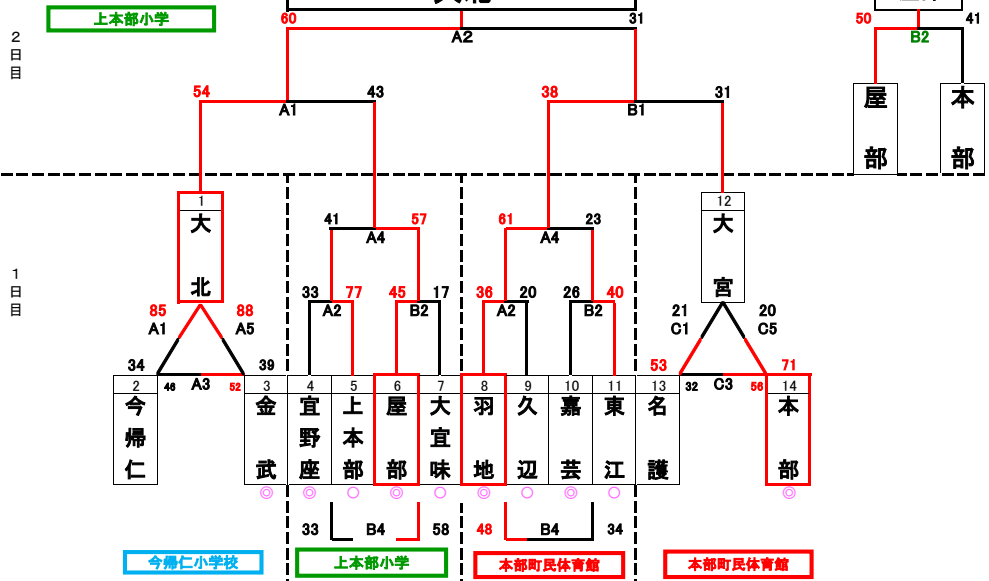 上本部小学
60 31
A2
50 41
B2
2日目
54 43
A1
38 31
B1
屋部
本部
1
大北
12
大宮
41 57
A4
61 23
A4
1日目
33 77
A2
45 17
B2
36 20
A2
26 40
B2
85 88
A1 A5
21 20
C1 C5
34 39
46 A3 52
53 71
32 C3 56
2 今帰仁
3 金武 ◎
4 宜野座 ◎
5 上本部 ○
6 屋部 ◎
7 大宜味 ○
8 羽地 ◎
9 久辺 ○
10 嘉芸 ◎
11 東江 ○
13 名護
14 本部 ◎
33 B4 58
48 B4 34
今帰仁小学校
上本部小学
本部町民体育館
本部町民体育館